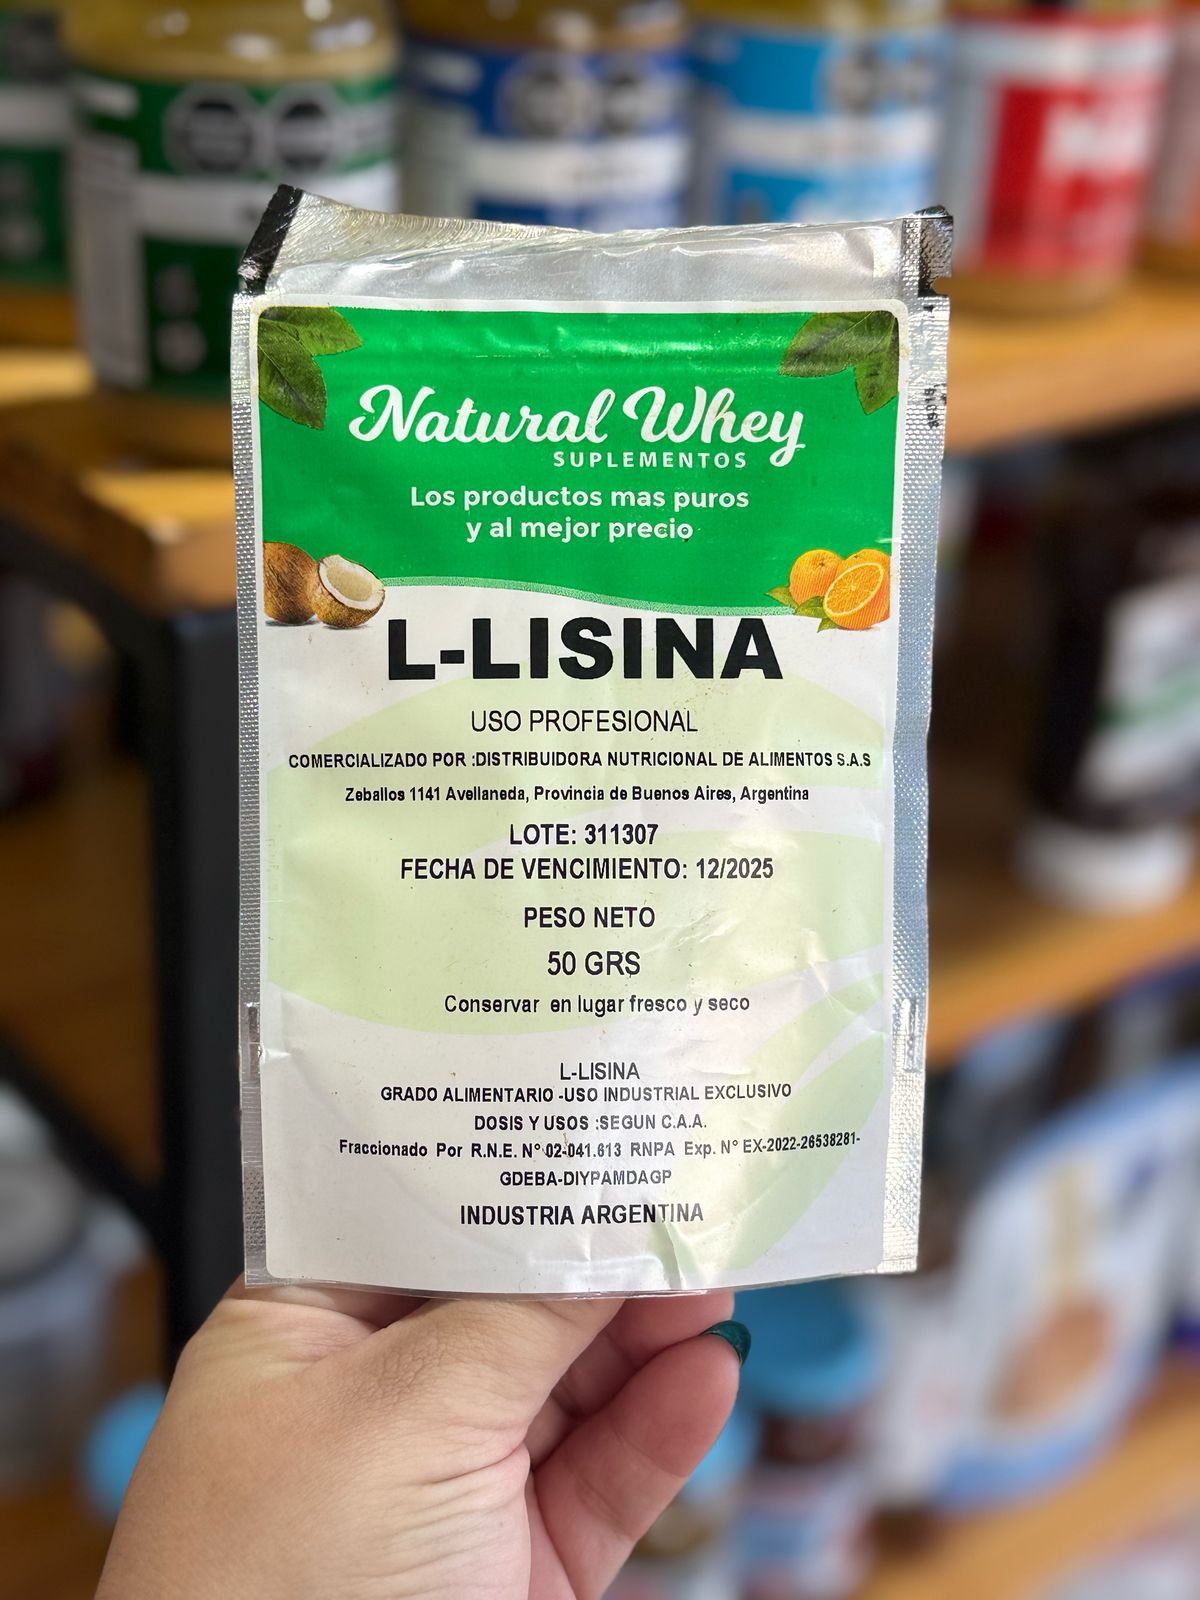 Natural Whey
SUPLEMENTOS
Los productos mas puros
y al mejor precio
L-LISINA
USO PROFESIONAL
COMERCIALIZADO POR :DISTRIBUIDORA NUTRICIONAL DE ALIMENTOS S.A.S
Zeballos 1141 Avellaneda, Provincia de Buenos Aires, Argentina
LOTE: 311307
FECHA DE VENCIMIENTO: 12/2025
PESO NETO
50 GRS
Conservar en lugar fresco y seco
L-LISINA
GRADO ALIMENTARIO -USO INDUSTRIAL EXCLUSIVO
DOSIS Y USOS :SEGUN C.A.A.
Fraccionado Por R.N.E. N° 02-041.613 RNPA Exp. N° EX-2022-26538281-
GDEBA-DIYPAMDAGP
INDUSTRIA ARGENTINA